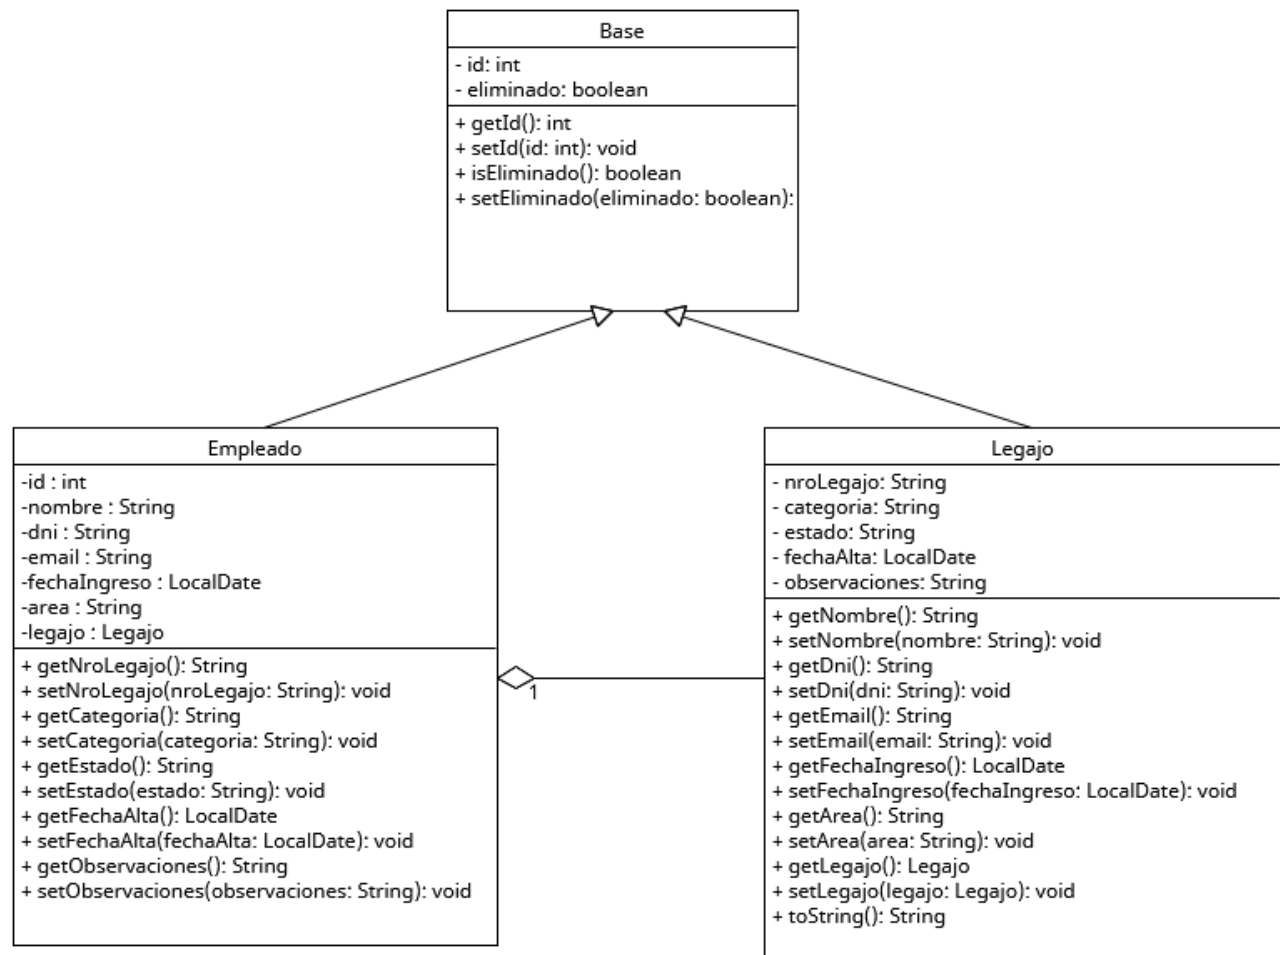 Base
- id: int
- eliminado: boolean
+ getId(): int
+ setId(id: int): void
+ isEliminado(): boolean
+ setEliminado(eliminado: boolean):
Empleado
-id : int
-nombre : String
-dni : String
-email : String
-fechaIngreso : LocalDate
-area : String
-legajo : Legajo
+ getNroLegajo(): String
+ setNroLegajo(nroLegajo: String): void
+ getCategoria(): String
+ setCategoria(categoria: String): void
+ getEstado(): String
+ setEstado(estado: String): void
+ getFechaAlta(): LocalDate
+ setFechaAlta(fechaAlta: LocalDate): void
+ getObservaciones(): String
+ setObservaciones(observaciones: String): void
1
Legajo
- nroLegajo: String
- categoria: String
- estado: String
- fechaAlta: LocalDate
- observaciones: String
+ getNombre(): String
+ setNombre(nombre: String): void
+ getDni(): String
+ setDni(dni: String): void
+ getEmail(): String
+ setEmail(email: String): void
+ getFechaIngreso(): LocalDate
+ setFechaIngreso(fechaIngreso: LocalDate): void
+ getArea(): String
+ setArea(area: String): void
+ getLegajo(): Legajo
+ setLegajo(legajo: Legajo): void
+ toString(): String